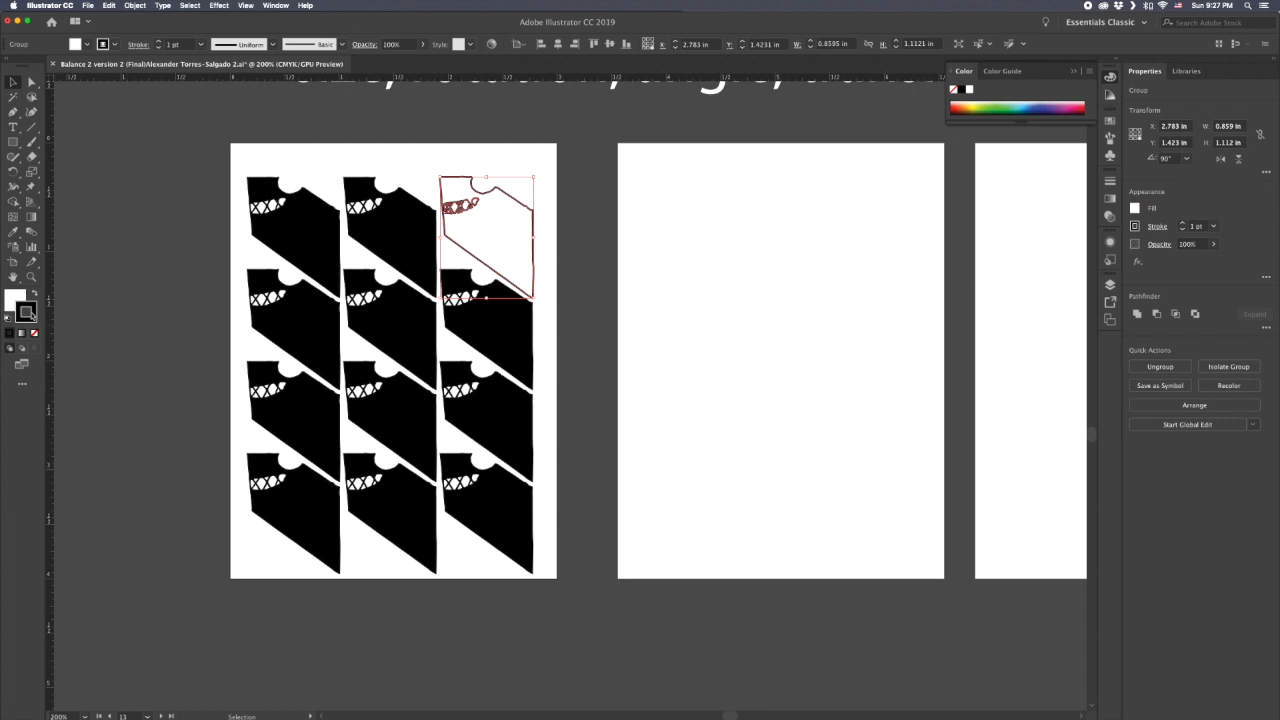 Illustrator CC File Edit Object Type Select Effect View Window Help Sun 9:27 PM
Adobe Illustrator CC 2019
Essentials Classic
Search Adobe Stock
Group Stroke: 1 pt Uniform Basic Opacity: 100% Style: X: 2.783 in Y: 1.4231 in W: 0.8595 in H: 1.1121 in
Balance 2 version 2 (Final)Alexander Torres-Salgado 2.ai* @ 200% (CMYK/GPU Preview)
Color Color Guide
Properties Libraries
Group
Transform
X: 2.783 in W: 0.859 in
Y: 1.423 in H: 1.112 in
90°
Appearance
Fill
Stroke 1 pt
Opacity 100%
fx
Pathfinder
Expand
Quick Actions
Ungroup Isolate Group
Save as Symbol Recolor
Arrange
Start Global Edit
200% 13 Selection